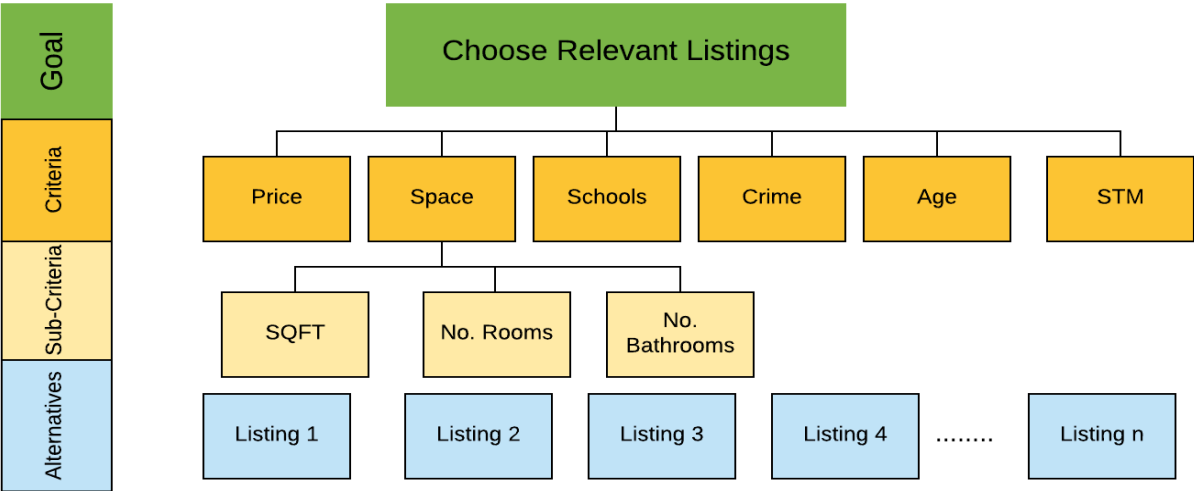 Goal
Choose Relevant Listings
Criteria
Price
Space
Schools
Crime
Age
STM
Sub-Criteria
SQFT
No. Rooms
No.
Bathrooms
Alternatives
Listing 1
Listing 2
Listing 3
Listing 4
........
Listing n